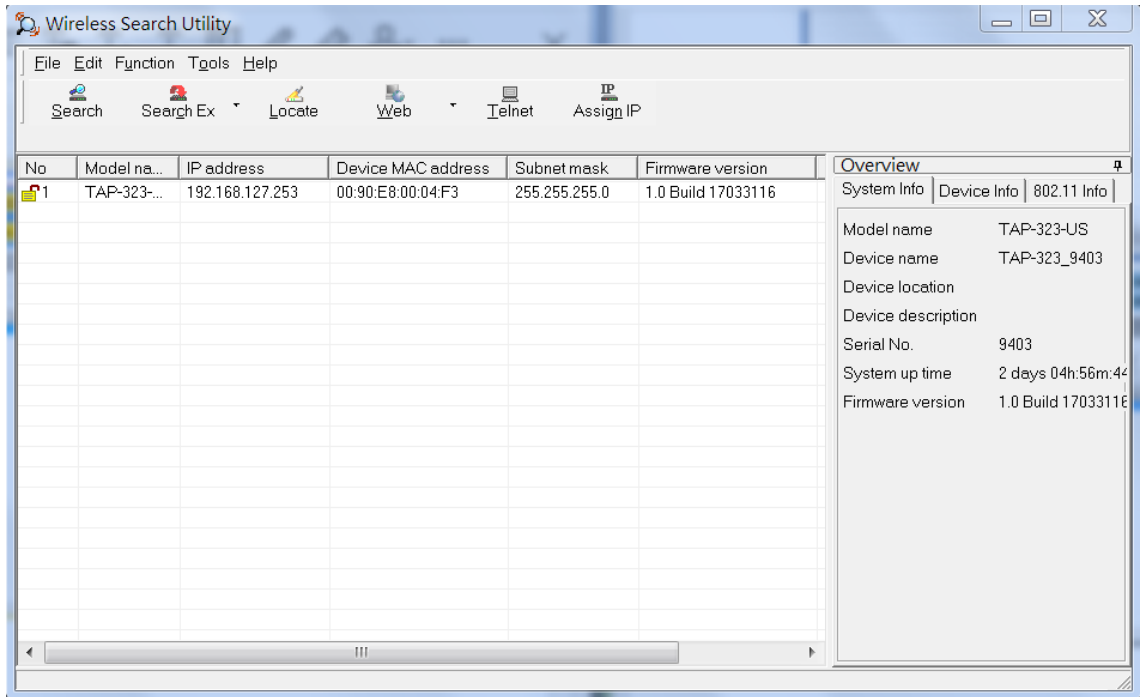 Wireless Search Utility
File Edit Function Tools Help
Search Search Ex Locate Web Telnet Assign IP
No Model na... IP address Device MAC address Subnet mask Firmware version
1 TAP-323-... 192.168.127.253 00:90:E8:00:04:F3 255.255.255.0 1.0 Build 17033116
Overview
System Info Device Info 802.11 Info
Model name TAP-323-US
Device name TAP-323_9403
Device location
Device description
Serial No. 9403
System up time 2 days 04h:56m:44
Firmware version 1.0 Build 17033116